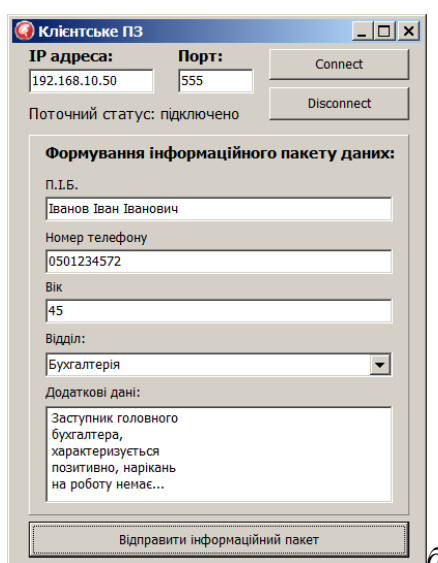 Клієнтське ПЗ
IP адреса: Порт:
Connect
192.168.10.50 555
Disconnect
Поточний статус: підключено
Формування інформаційного пакету даних:
П.І.Б.
Іванов Іван Іванович
Номер телефону
0501234572
Вік
45
Відділ:
Бухгалтерія
Додаткові дані:
Заступник головного
бухгалтера,
характеризується
позитивно, нарікань
на роботу немає...
Відправити інформаційний пакет